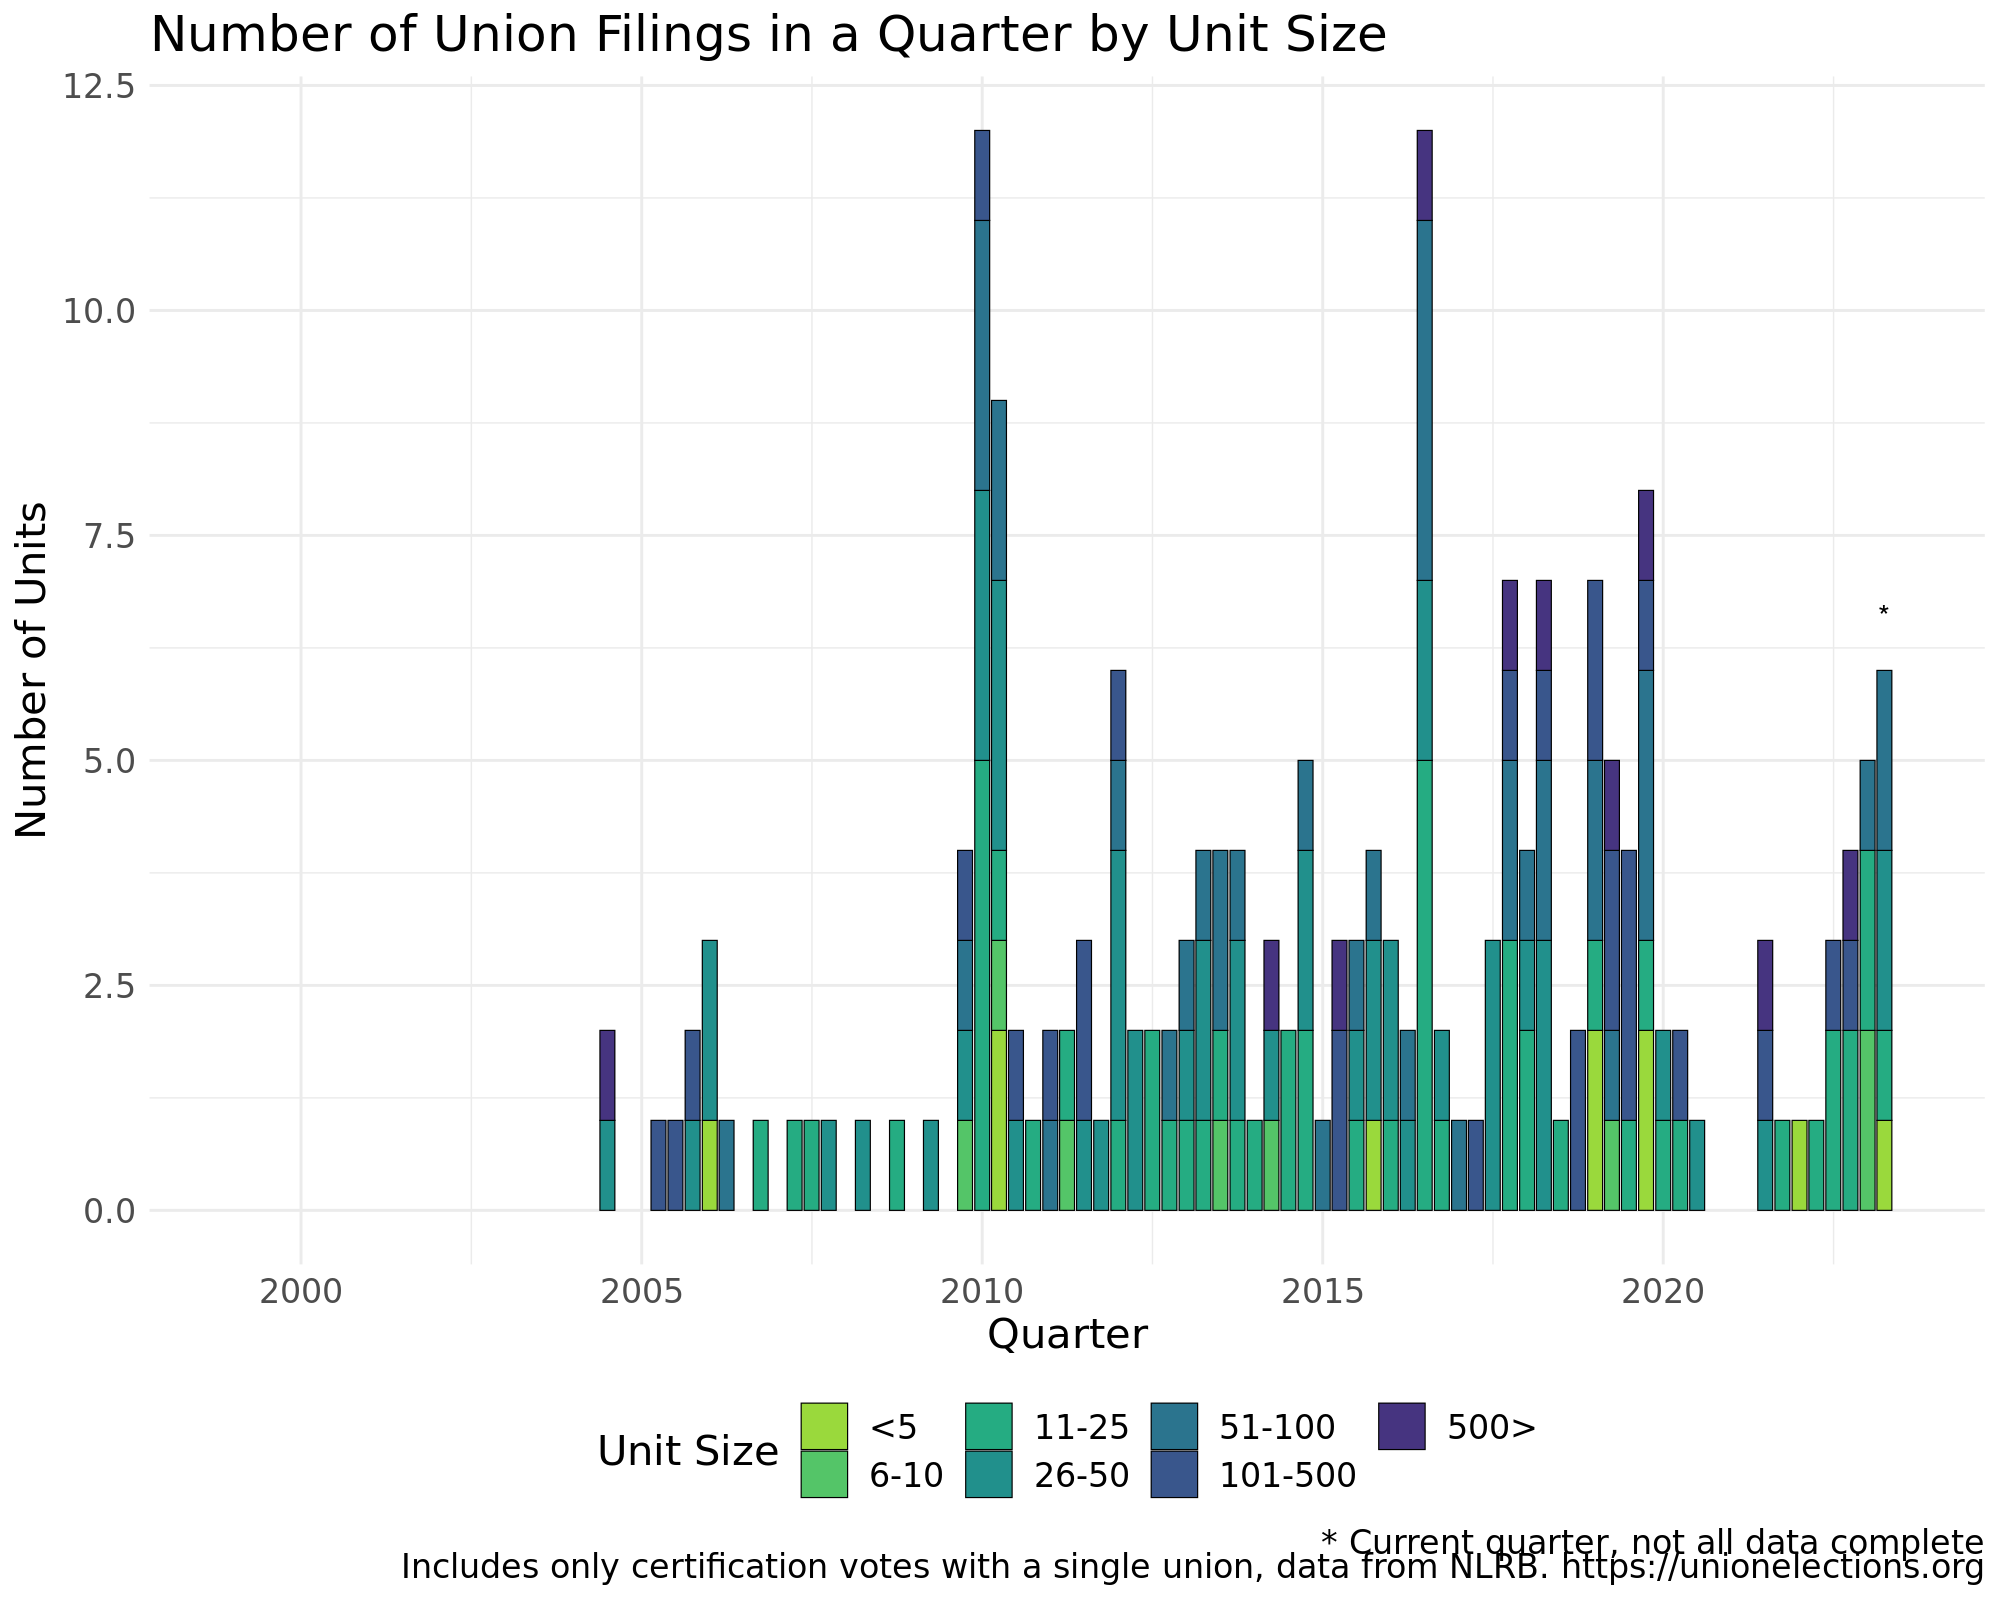 Number of Union Filings in a Quarter by Unit Size
12.5
10.0
7.5
5.0
2.5
0.0
Number of Units
*
2000 2005 2010 2015 2020
Quarter
Unit Size
<5 11-25 51-100 500>
6-10 26-50 101-500
* Current quarter, not all data complete
Includes only certification votes with a single union, data from NLRB. https://unionelections.org